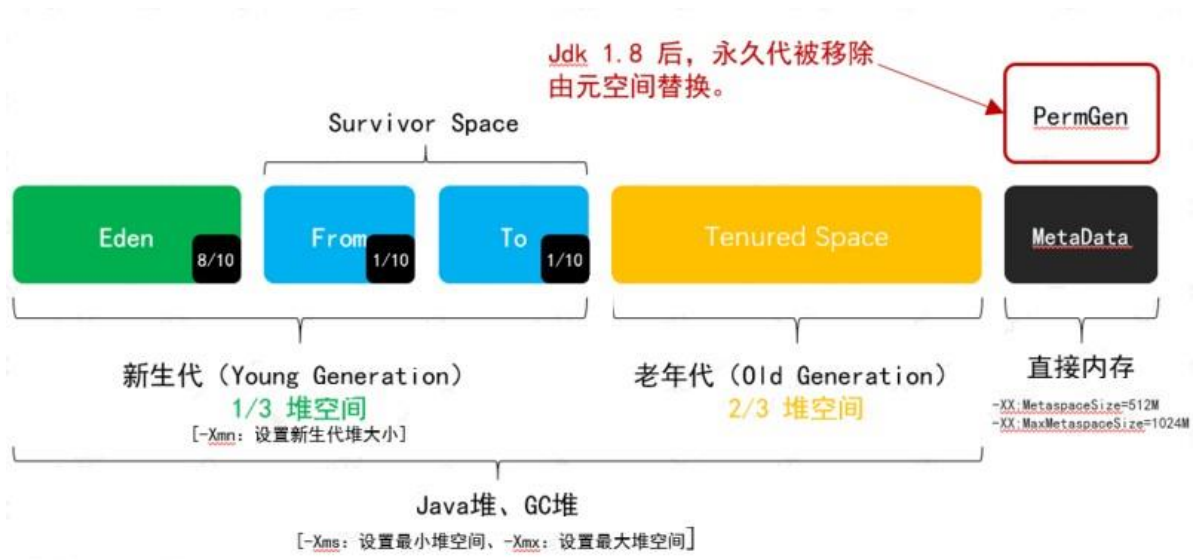 Jdk 1.8 后，永久代被移除
由元空间替换。
PermGen
Survivor Space
Eden
8/10
From
1/10
To
1/10
Tenured Space
MetaData
新生代（Young Generation）
1/3 堆空间
[-Xmn：设置新生代堆大小]
老年代（Old Generation）
2/3 堆空间
直接内存
-XX:MetaspaceSize=512M
-XX:MaxMetaspaceSize=1024M
Java堆、GC堆
[-Xms：设置最小堆空间、-Xmx：设置最大堆空间]